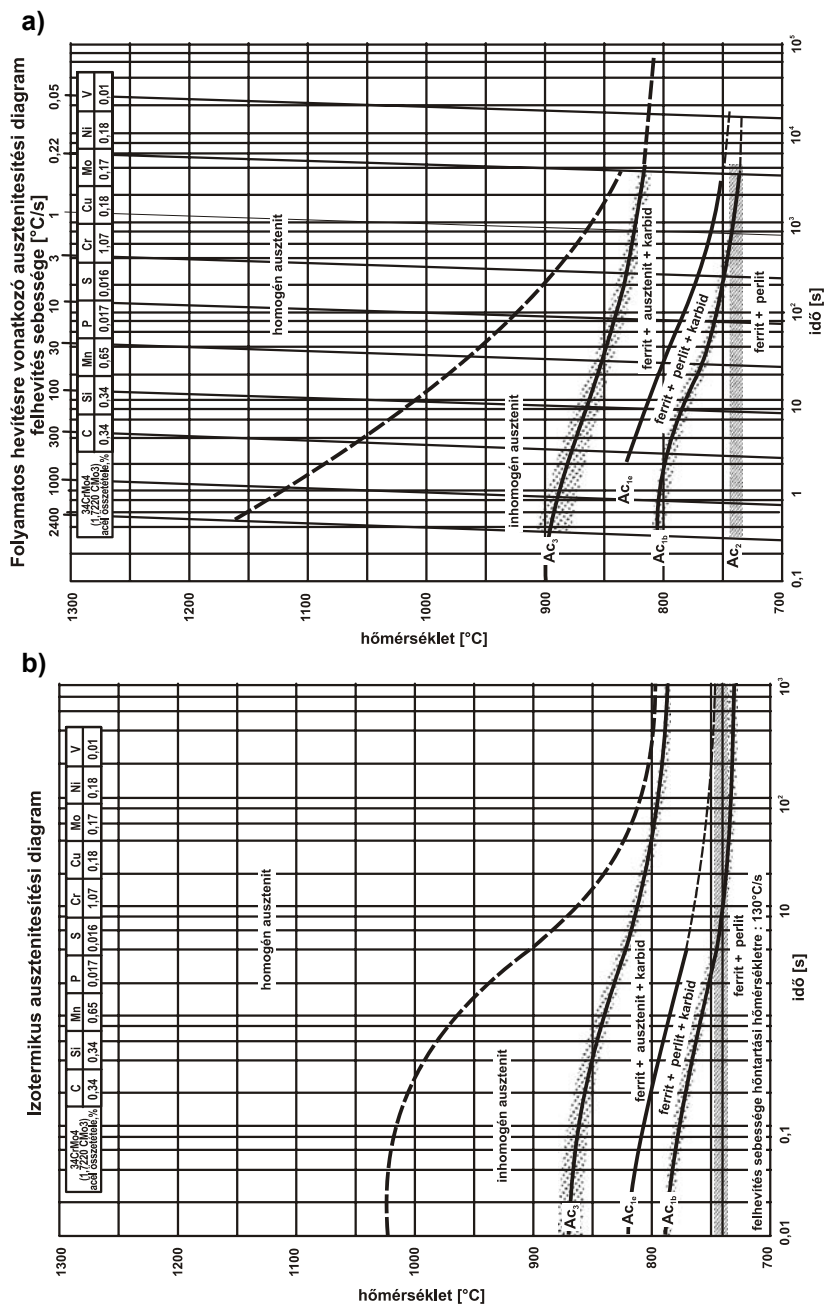 a)
Folyamatos hevítésre vonatkozó ausztenitesítési diagram
felhevítés sebessége [°C/s]
2400 1000 300 100 30 10 3 1 0,22 0,05
34CrMo4
(1,7220 CMo3)
acél összetétele,%
C Si Mn P S Cr Cu Mo Ni V
0,34 0,34 0,65 0,017 0,016 1,07 0,18 0,17 0,18 0,01
homogén ausztenit
inhomogén ausztenit
ferrit + ausztenit + karbid
ferrit + perlit + karbid
ferrit + perlit
Ac3
Ac1e
Ac1b
Ac2
hőmérséklet [°C]
1300
1200
1100
1000
900
800
700
0,1 1 10 10² 10³ 10⁴ 10⁵
idő [s]
b)
Izotermikus ausztenitesítési diagram
34CrMo4
(1,7220 CMo3)
acél összetétele,%
C Si Mn P S Cr Cu Mo Ni V
0,34 0,34 0,65 0,017 0,016 1,07 0,18 0,17 0,18 0,01
homogén ausztenit
inhomogén ausztenit
ferrit + ausztenit + karbid
ferrit + perlit + karbid
ferrit + perlit
Ac3
Ac1e
Ac1b
felhevítés sebessége hőntartási hőmérsékletre : 130°C/s
hőmérséklet [°C]
1300
1200
1100
1000
900
800
700
0,01 0,1 1 10 10² 10³
idő [s]